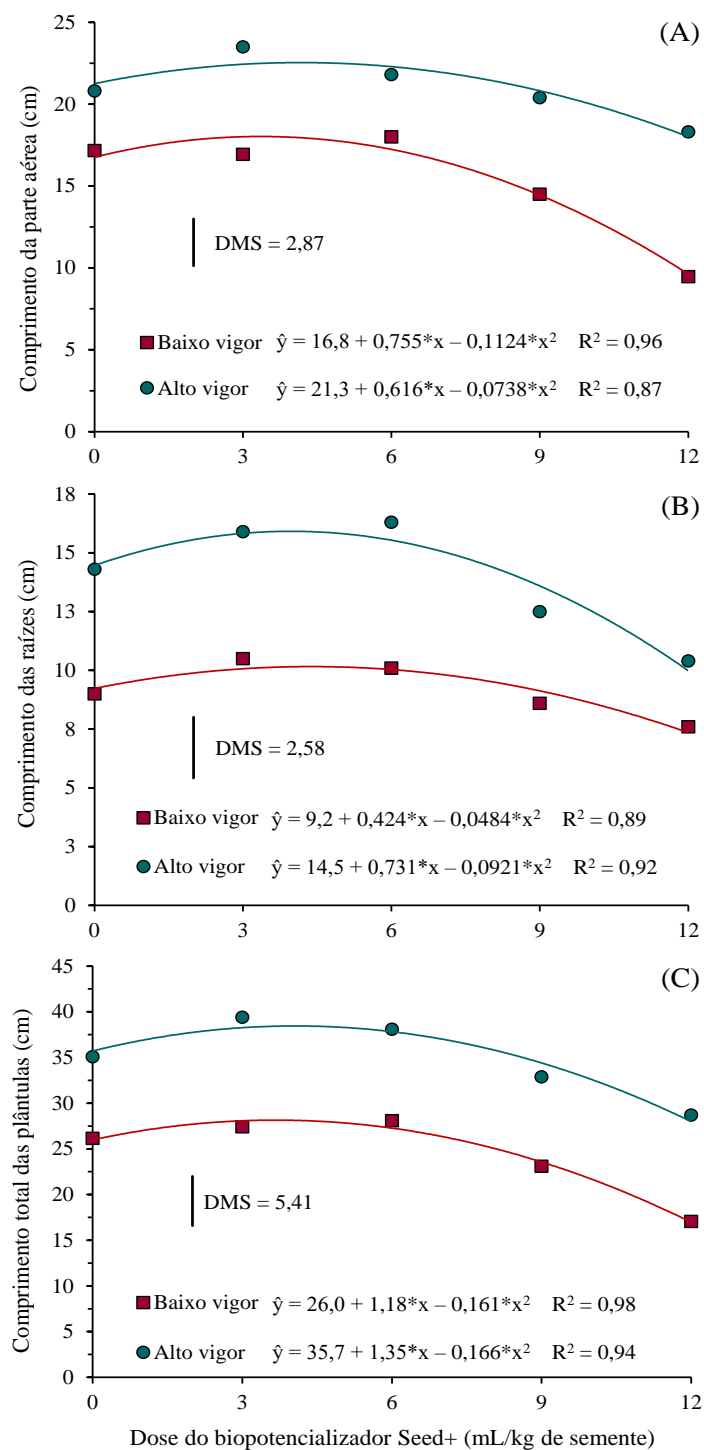 (A)
Comprimento da parte aérea (cm)
25
20
15
10
5
0
DMS = 2,87
Baixo vigor ŷ = 16,8 + 0,755*x – 0,1124*x² R² = 0,96
Alto vigor ŷ = 21,3 + 0,616*x – 0,0738*x² R² = 0,87
0 3 6 9 12
(B)
Comprimento das raízes (cm)
18
15
13
10
8
5
3
0
DMS = 2,58
Baixo vigor ŷ = 9,2 + 0,424*x – 0,0484*x² R² = 0,89
Alto vigor ŷ = 14,5 + 0,731*x – 0,0921*x² R² = 0,92
0 3 6 9 12
(C)
Comprimento total das plântulas (cm)
45
40
35
30
25
20
15
10
5
0
DMS = 5,41
Baixo vigor ŷ = 26,0 + 1,18*x – 0,161*x² R² = 0,98
Alto vigor ŷ = 35,7 + 1,35*x – 0,166*x² R² = 0,94
0 3 6 9 12
Dose do biopotencializador Seed+ (mL/kg de semente)